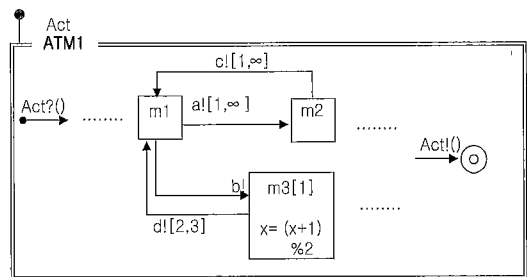 Act
ATM1
c![1,∞]
Act?()
........
m1
a![1,∞]
m2
........
Act!()
b!
m3[1]
d![2,3]
x= (x+1)
%2
........